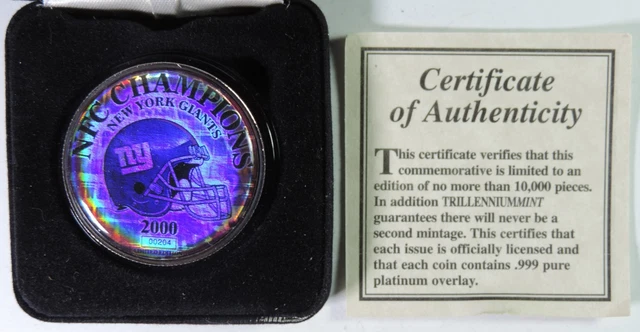 NFC CHAMPIONS
NEW YORK GIANTS
ny
2000
00204
Certificate
of Authenticity
This certificate verifies that this
commemorative is limited to an
edition of no more than 10,000 pieces.
In addition TRILLENNIUMMINT
guarantees there will never be a
second mintage. This certifies that
each issue is officially licensed and
that each coin contains .999 pure
platinum overlay.